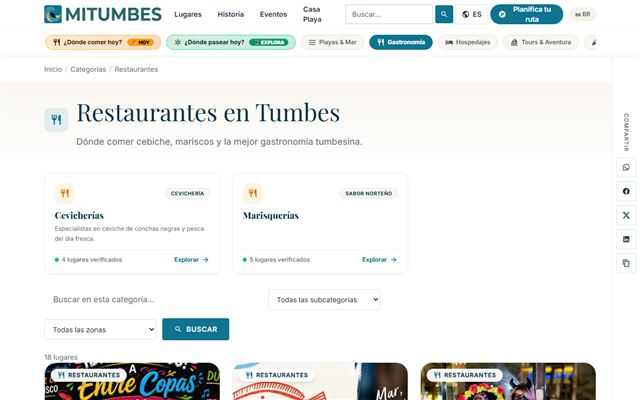 MITUMBES
Lugares
Historia
Eventos
Casa Playa
Buscar...
ES
Planifica tu ruta
BR
¿Dónde comer hoy? HOY
¿Dónde pasear hoy? EXPLORA
Playas & Mar
Gastronomía
Hospedajes
Tours & Aventura
Inicio / Categorías / Restaurantes
Restaurantes en Tumbes
Dónde comer cebiche, mariscos y la mejor gastronomía tumbesina.
COMPARTIR
CEVICHERÍA
Cevicherías
Especialistas en ceviche de conchas negras y pesca del día fresca.
4 lugares verificados
Explorar →
SABOR NORTEÑO
Marisquerías
5 lugares verificados
Explorar →
Buscar en esta categoría...
Todas las subcategorías
Todas las zonas
BUSCAR
18 lugares
RESTAURANTES
Entre Copas
RESTAURANTES
Mar,
RESTAURANTES